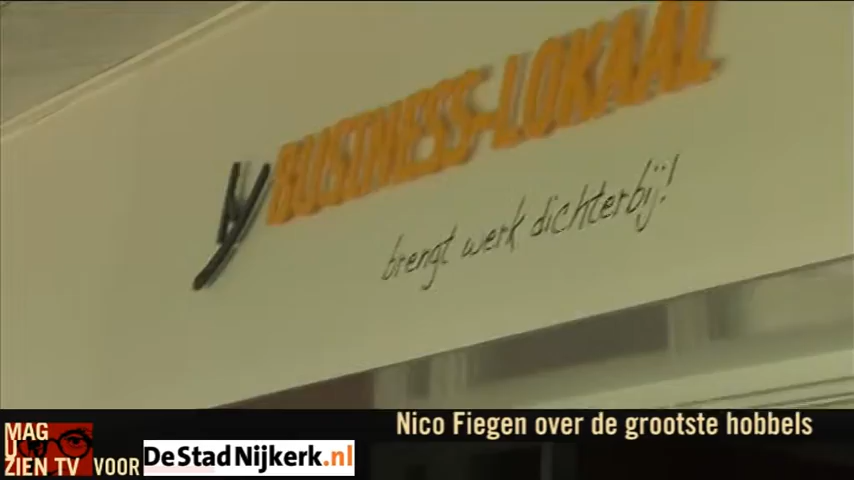 BUSINESS-LOKAAL
brengt werk dichterbij!
Nico Fiegen over de grootste hobbels
MAG
U
ZIEN TV VOOR
DeStadNijkerk.nl